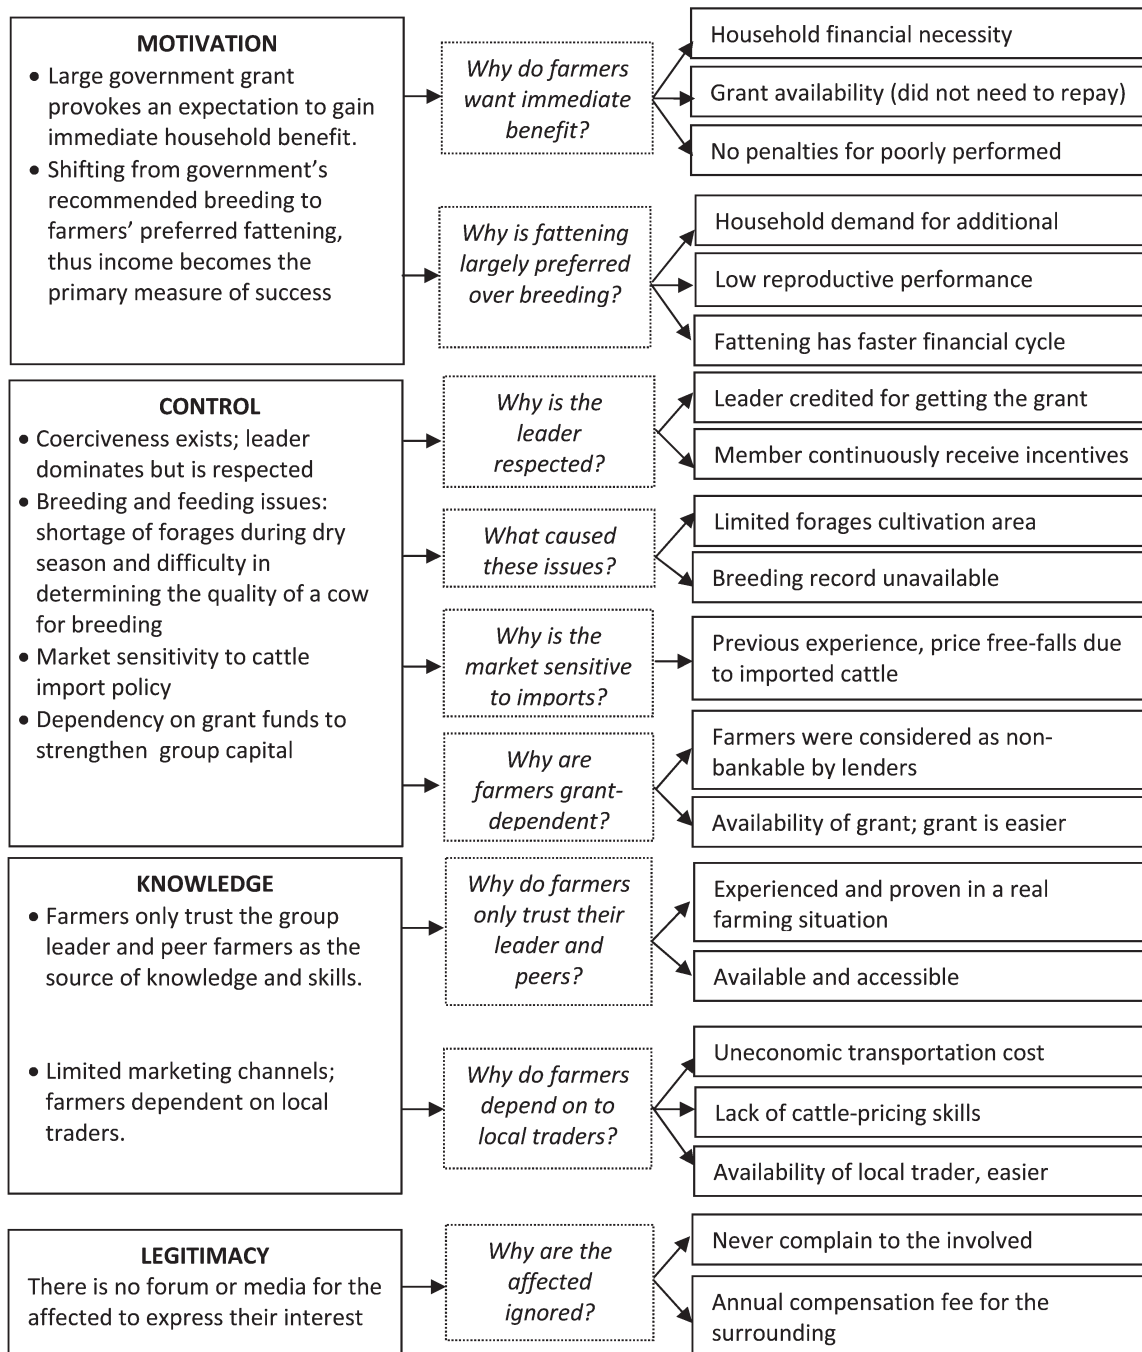 MOTIVATION
• Large government grant
provokes an expectation to gain
immediate household benefit.
• Shifting from government’s
recommended breeding to
farmers’ preferred fattening,
thus income becomes the
primary measure of success
Why do farmers
want immediate
benefit?
Household financial necessity
Grant availability (did not need to repay)
No penalties for poorly performed
Why is fattening
largely preferred
over breeding?
Household demand for additional
Low reproductive performance
Fattening has faster financial cycle
CONTROL
• Coerciveness exists; leader
dominates but is respected
• Breeding and feeding issues:
shortage of forages during dry
season and difficulty in
determining the quality of a cow
for breeding
• Market sensitivity to cattle
import policy
• Dependency on grant funds to
strengthen group capital
Why is the
leader
respected?
Leader credited for getting the grant
Member continuously receive incentives
What caused
these issues?
Limited forages cultivation area
Breeding record unavailable
Why is the
market sensitive
to imports?
Previous experience, price free-falls due
to imported cattle
Why are
farmers grant-
dependent?
Farmers were considered as non-
bankable by lenders
Availability of grant; grant is easier
KNOWLEDGE
• Farmers only trust the group
leader and peer farmers as the
source of knowledge and skills.
• Limited marketing channels;
farmers dependent on local
traders.
Why do farmers
only trust their
leader and
peers?
Experienced and proven in a real
farming situation
Available and accessible
Why do farmers
depend on to
local traders?
Uneconomic transportation cost
Lack of cattle-pricing skills
Availability of local trader, easier
LEGITIMACY
There is no forum or media for the
affected to express their interest
Why are the
affected
ignored?
Never complain to the involved
Annual compensation fee for the
surrounding